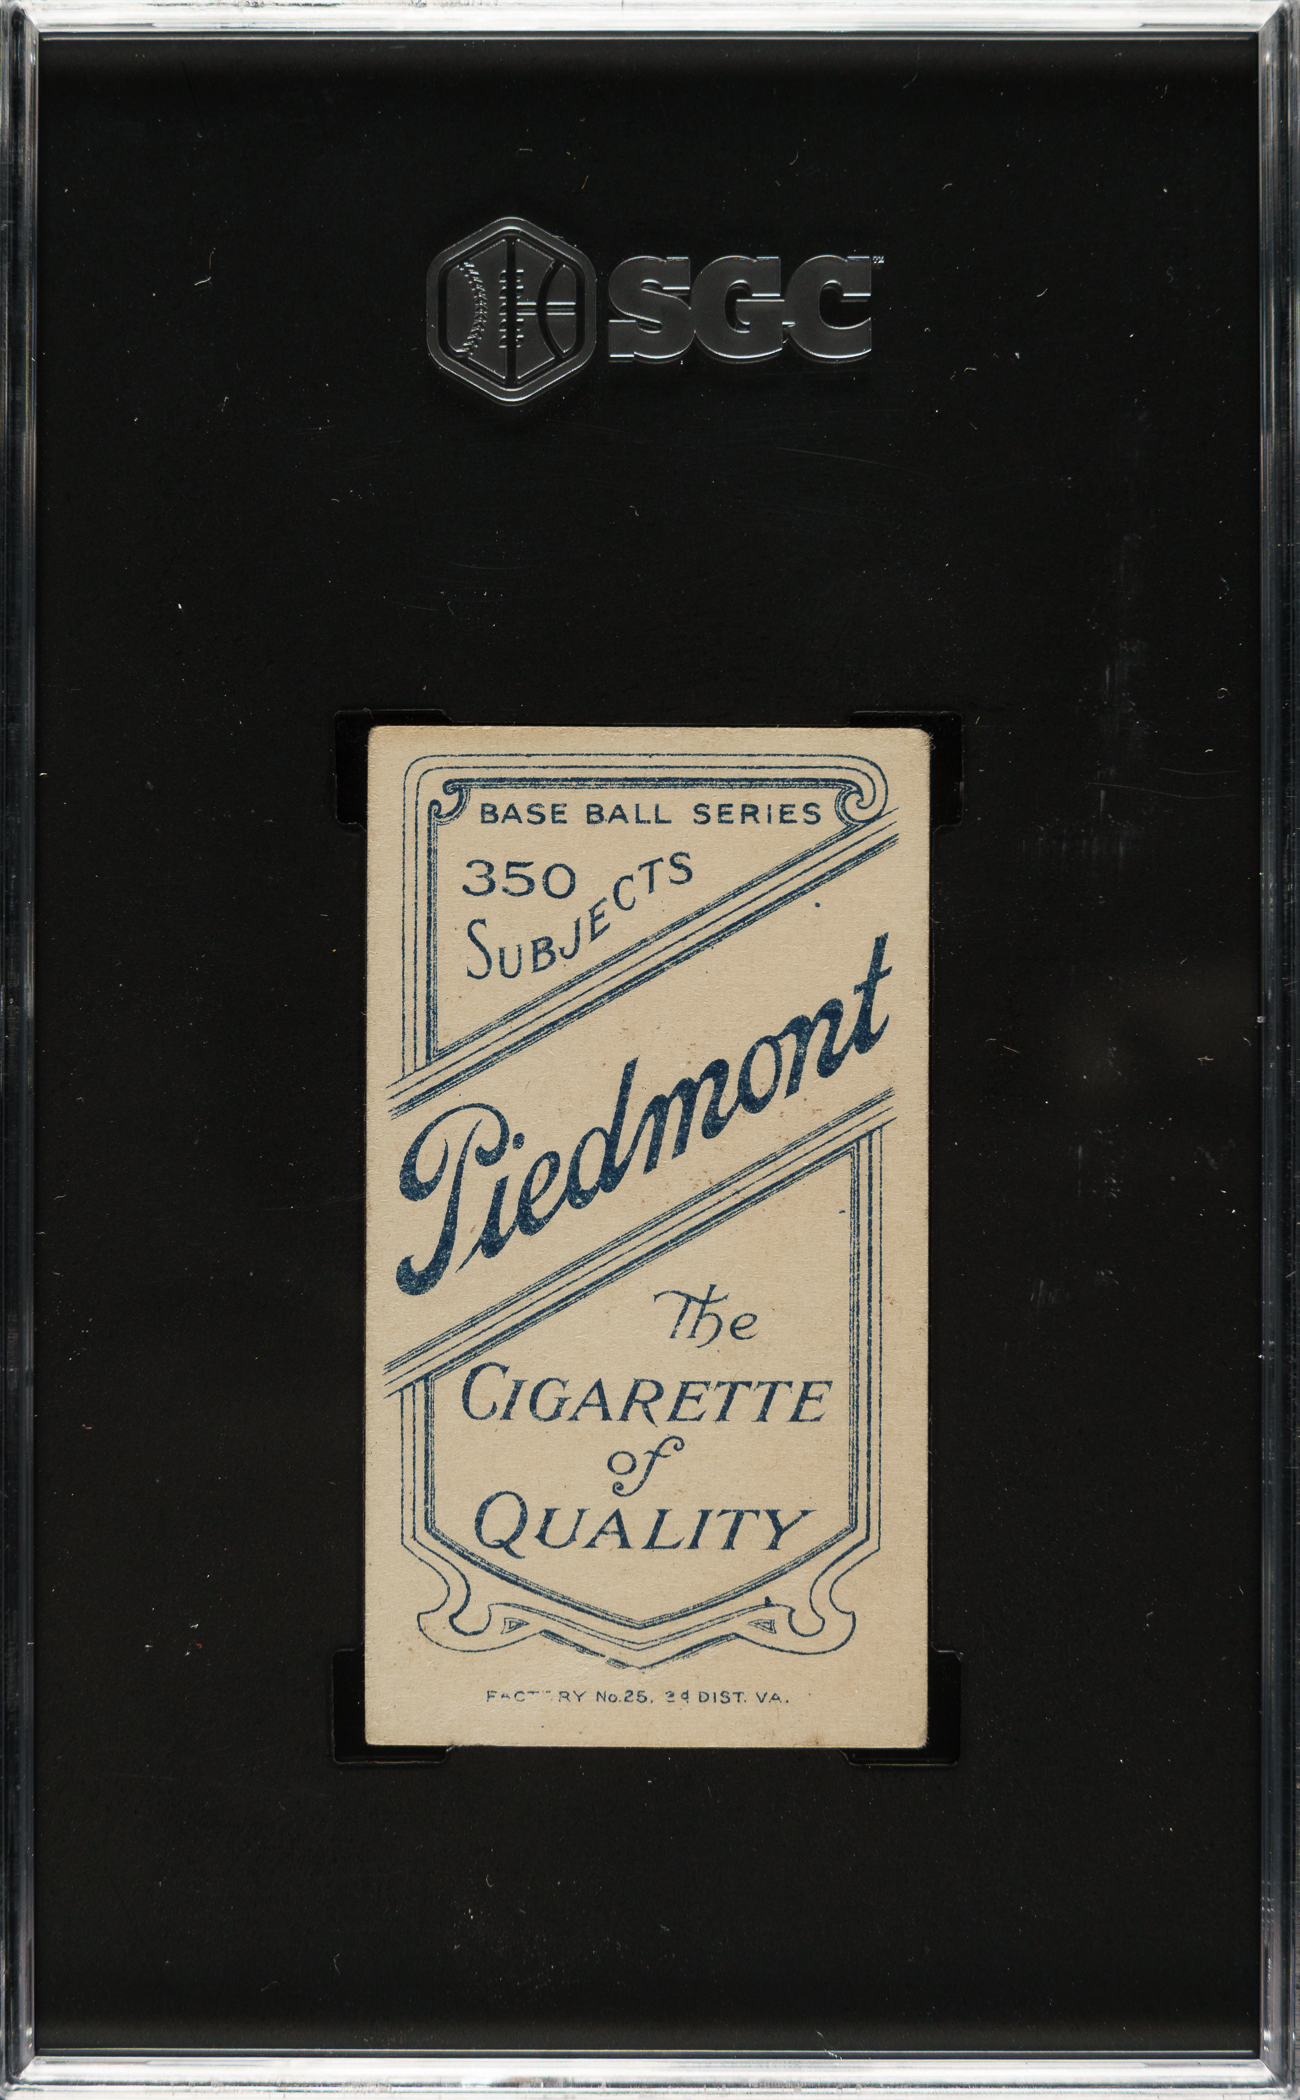 SGC
BASE BALL SERIES
350
SUBJECTS
Piedmont
The
CIGARETTE
of
QUALITY
FACTORY No. 25, 2d DIST. VA.